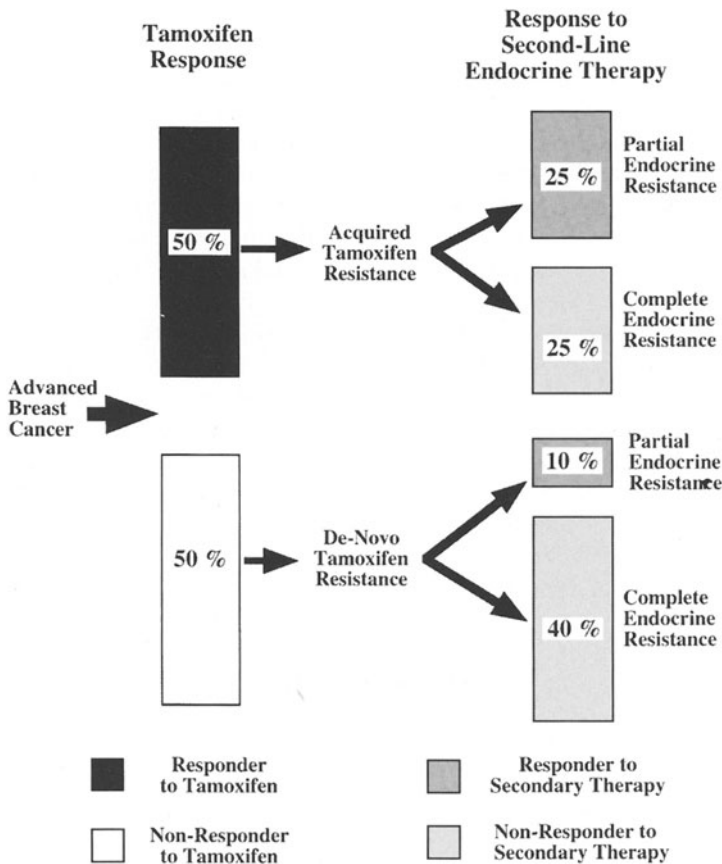 Tamoxifen
Response
Response to
Second-Line
Endocrine Therapy
50 %
Acquired
Tamoxifen
Resistance
25 %
Partial
Endocrine
Resistance
25 %
Complete
Endocrine
Resistance
Advanced
Breast
Cancer
50 %
De-Novo
Tamoxifen
Resistance
10 %
Partial
Endocrine
Resistance
40 %
Complete
Endocrine
Resistance
Responder
to Tamoxifen
Responder to
Secondary Therapy
Non-Responder
to Tamoxifen
Non-Responder to
Secondary Therapy